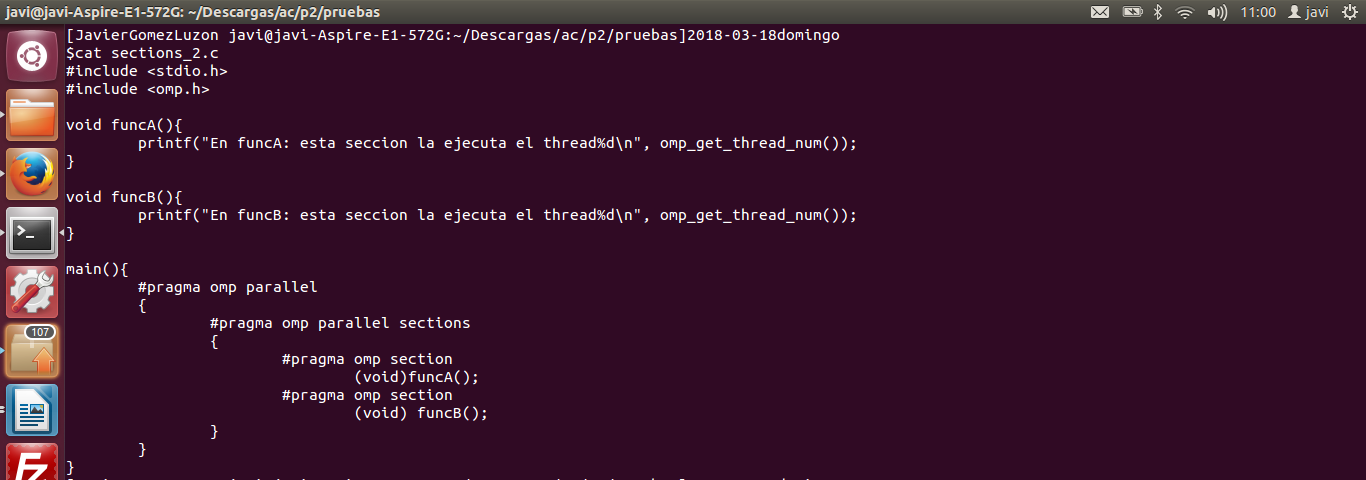 javi@javi-Aspire-E1-572G: ~/Descargas/ac/p2/pruebas 11:00 javi
[JavierGomezLuzon javi@javi-Aspire-E1-572G:~/Descargas/ac/p2/pruebas]2018-03-18domingo
$cat sections_2.c
#include <stdio.h>
#include <omp.h>
void funcA(){
printf("En funcA: esta seccion la ejecuta el thread%d\n", omp_get_thread_num());
}
void funcB(){
printf("En funcB: esta seccion la ejecuta el thread%d\n", omp_get_thread_num());
}
main(){
#pragma omp parallel
{
#pragma omp parallel sections
{
#pragma omp section
(void)funcA();
#pragma omp section
(void) funcB();
}
}
}
107
FZ